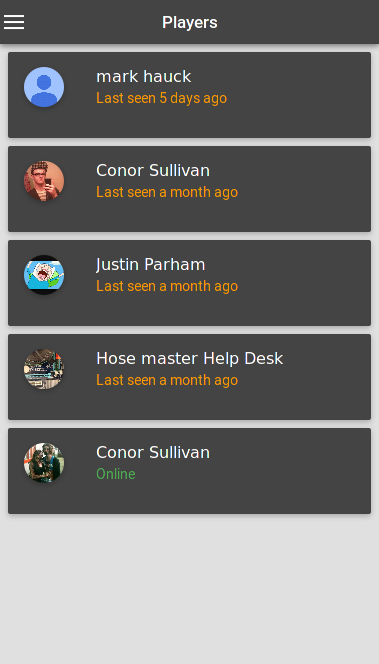 Players
mark hauck
Last seen 5 days ago
Conor Sullivan
Last seen a month ago
Justin Parham
Last seen a month ago
Hose master Help Desk
Last seen a month ago
Conor Sullivan
Online